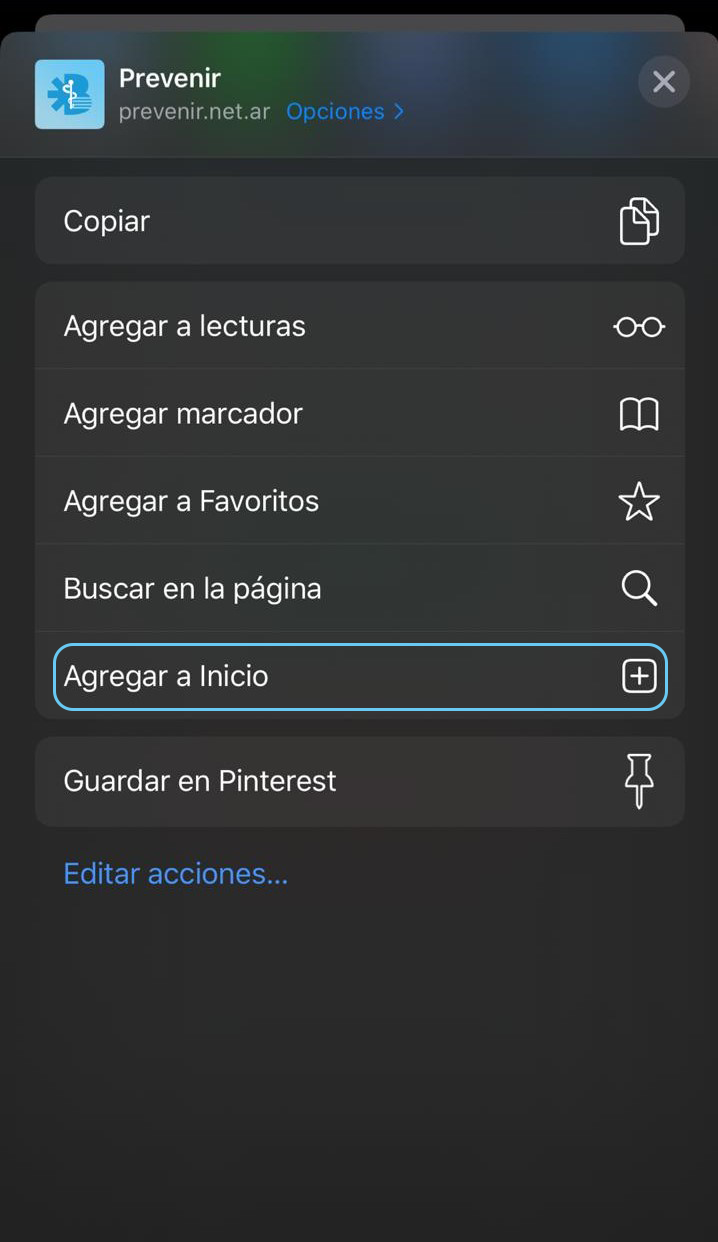 Prevenir
prevenir.net.ar Opciones >
Copiar
Agregar a lecturas
Agregar marcador
Agregar a Favoritos
Buscar en la página
Agregar a Inicio
Guardar en Pinterest
Editar acciones...